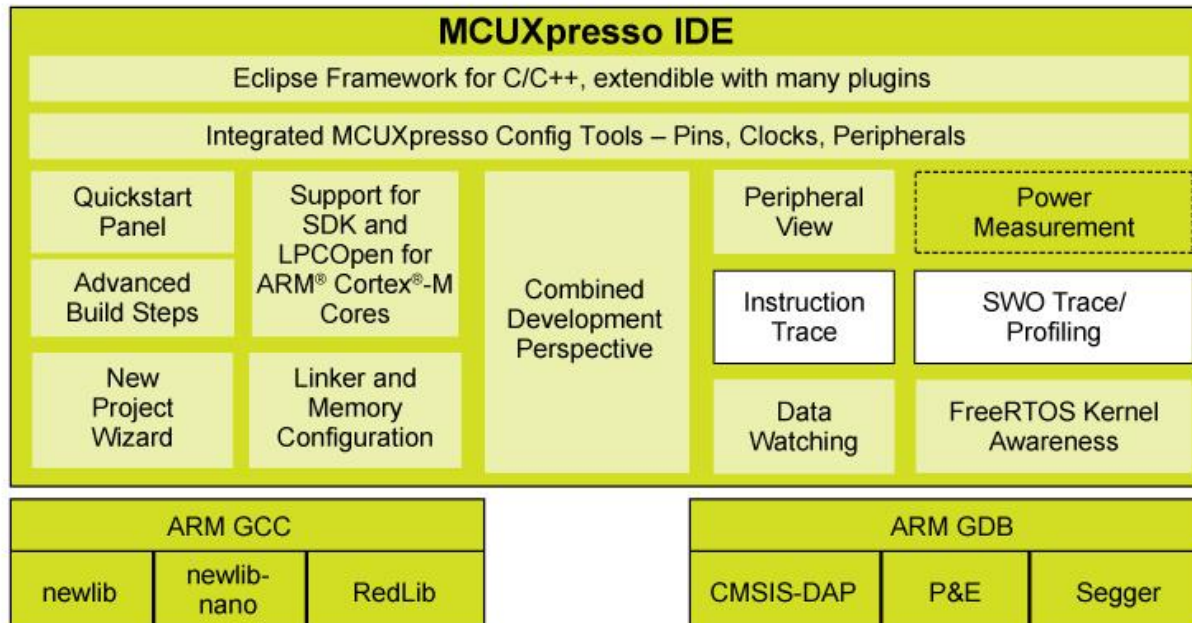 MCUXpresso IDE
Eclipse Framework for C/C++, extendible with many plugins
Integrated MCUXpresso Config Tools – Pins, Clocks, Peripherals
Quickstart
Panel
Advanced
Build Steps
New
Project
Wizard
Support for
SDK and
LPCOpen for
ARM® Cortex®-M
Cores
Linker and
Memory
Configuration
Combined
Development
Perspective
Peripheral
View
Instruction
Trace
Data
Watching
Power
Measurement
SWO Trace/
Profiling
FreeRTOS Kernel
Awareness
ARM GCC
newlib
newlib-
nano
RedLib
ARM GDB
CMSIS-DAP
P&E
Segger